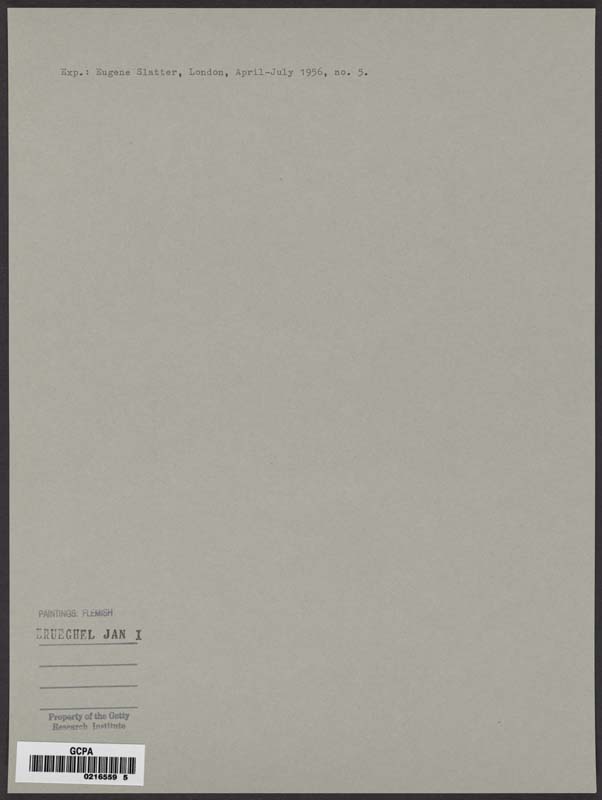 Exp.: Eugene Slatter, London, April-July 1956, no. 5.
PAINTINGS: FLEMISH
BRUEGHEL JAN I
Property of the Getty
Research Institute
GCPA
0216559 5